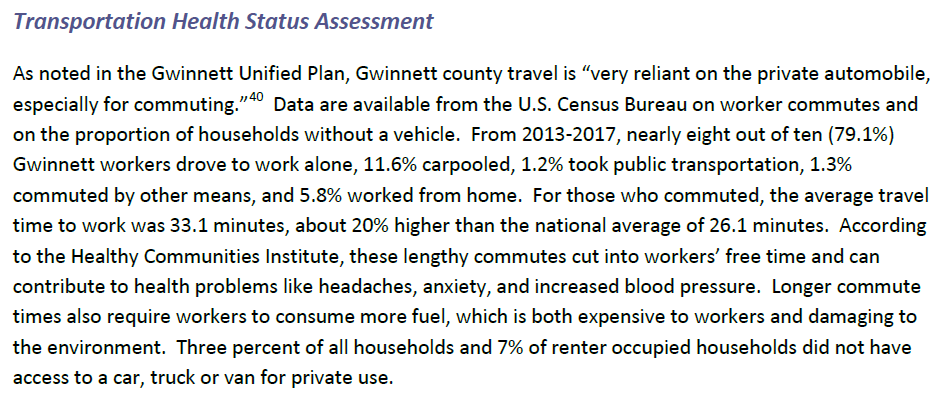 Transportation Health Status Assessment
As noted in the Gwinnett Unified Plan, Gwinnett county travel is “very reliant on the private automobile,
especially for commuting.”40 Data are available from the U.S. Census Bureau on worker commutes and
on the proportion of households without a vehicle. From 2013-2017, nearly eight out of ten (79.1%)
Gwinnett workers drove to work alone, 11.6% carpooled, 1.2% took public transportation, 1.3%
commuted by other means, and 5.8% worked from home. For those who commuted, the average travel
time to work was 33.1 minutes, about 20% higher than the national average of 26.1 minutes. According
to the Healthy Communities Institute, these lengthy commutes cut into workers’ free time and can
contribute to health problems like headaches, anxiety, and increased blood pressure. Longer commute
times also require workers to consume more fuel, which is both expensive to workers and damaging to
the environment. Three percent of all households and 7% of renter occupied households did not have
access to a car, truck or van for private use.